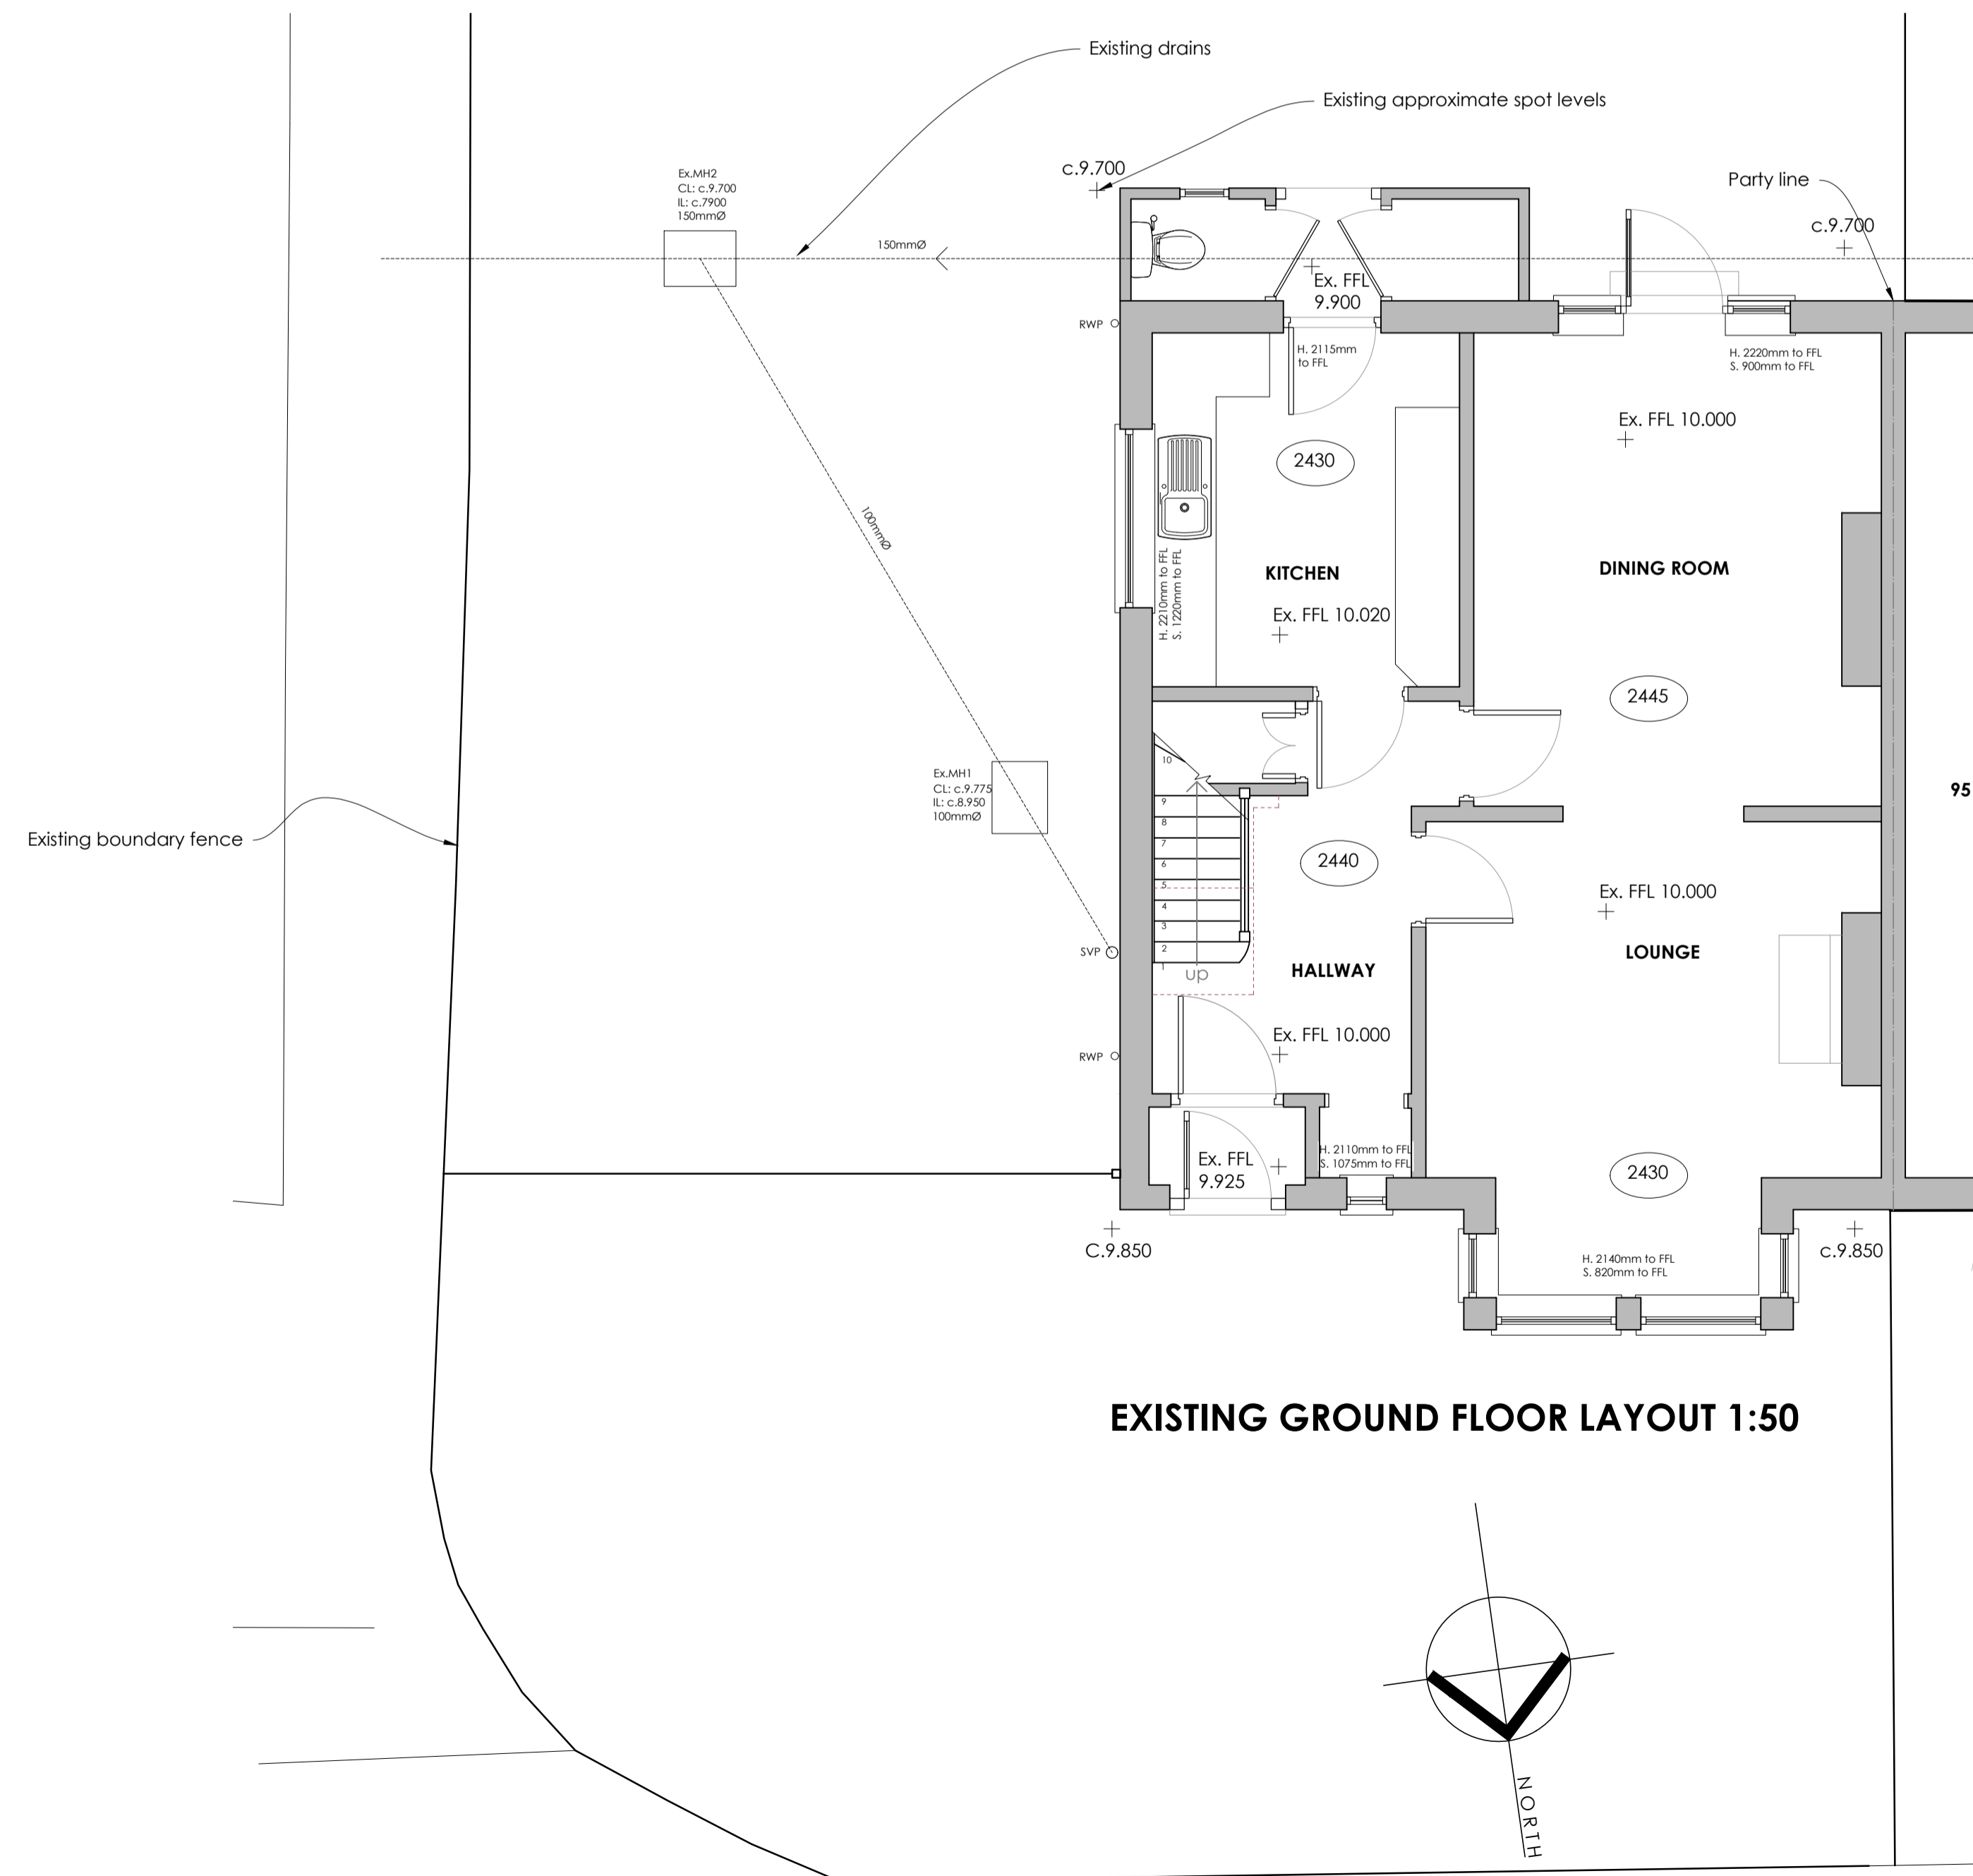 Existing drains
Existing approximate spot levels
c.9.700
Party line
Ex.MH2
CL: c.9.700
IL: c.7900
150mmØ
c.9.700
150mmØ
Ex. FFL
9.900
RWP
H. 2115mm
to FFL
H. 2220mm to FFL
S. 900mm to FFL
Ex. FFL 10.000
2430
100mmØ
H. 2210mm to FFL
S. 1220mm to FFL
KITCHEN
DINING ROOM
Ex. FFL 10.020
2445
10
9
8
7
6
5
4
3
2
1
up
Ex.MH1
CL: c.9.775
IL: c.8.950
100mmØ
95
Existing boundary fence
2440
Ex. FFL 10.000
SVP
LOUNGE
HALLWAY
Ex. FFL 10.000
RWP
H. 2110mm to FFL
S. 1075mm to FFL
Ex. FFL
9.925
2430
C.9.850
c.9.850
H. 2140mm to FFL
S. 820mm to FFL
EXISTING GROUND FLOOR LAYOUT 1:50
NORTH